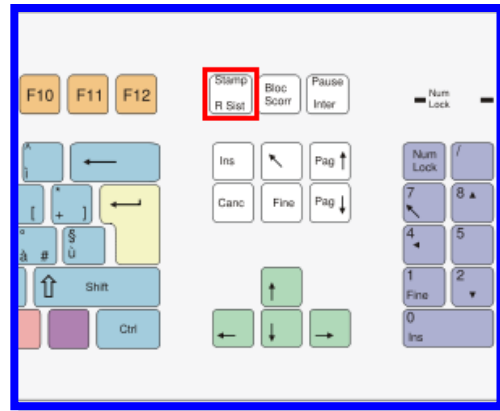 F10 F11 F12 Stamp R Sist Bloc Scorr Pause Inter Num Lock
^ ì Ins Pag Num Lock /
[ * + ] Canc Fine Pag 7 8
° à # § ù 4 5
Shift 1 Fine 2
Ctrl 0 Ins